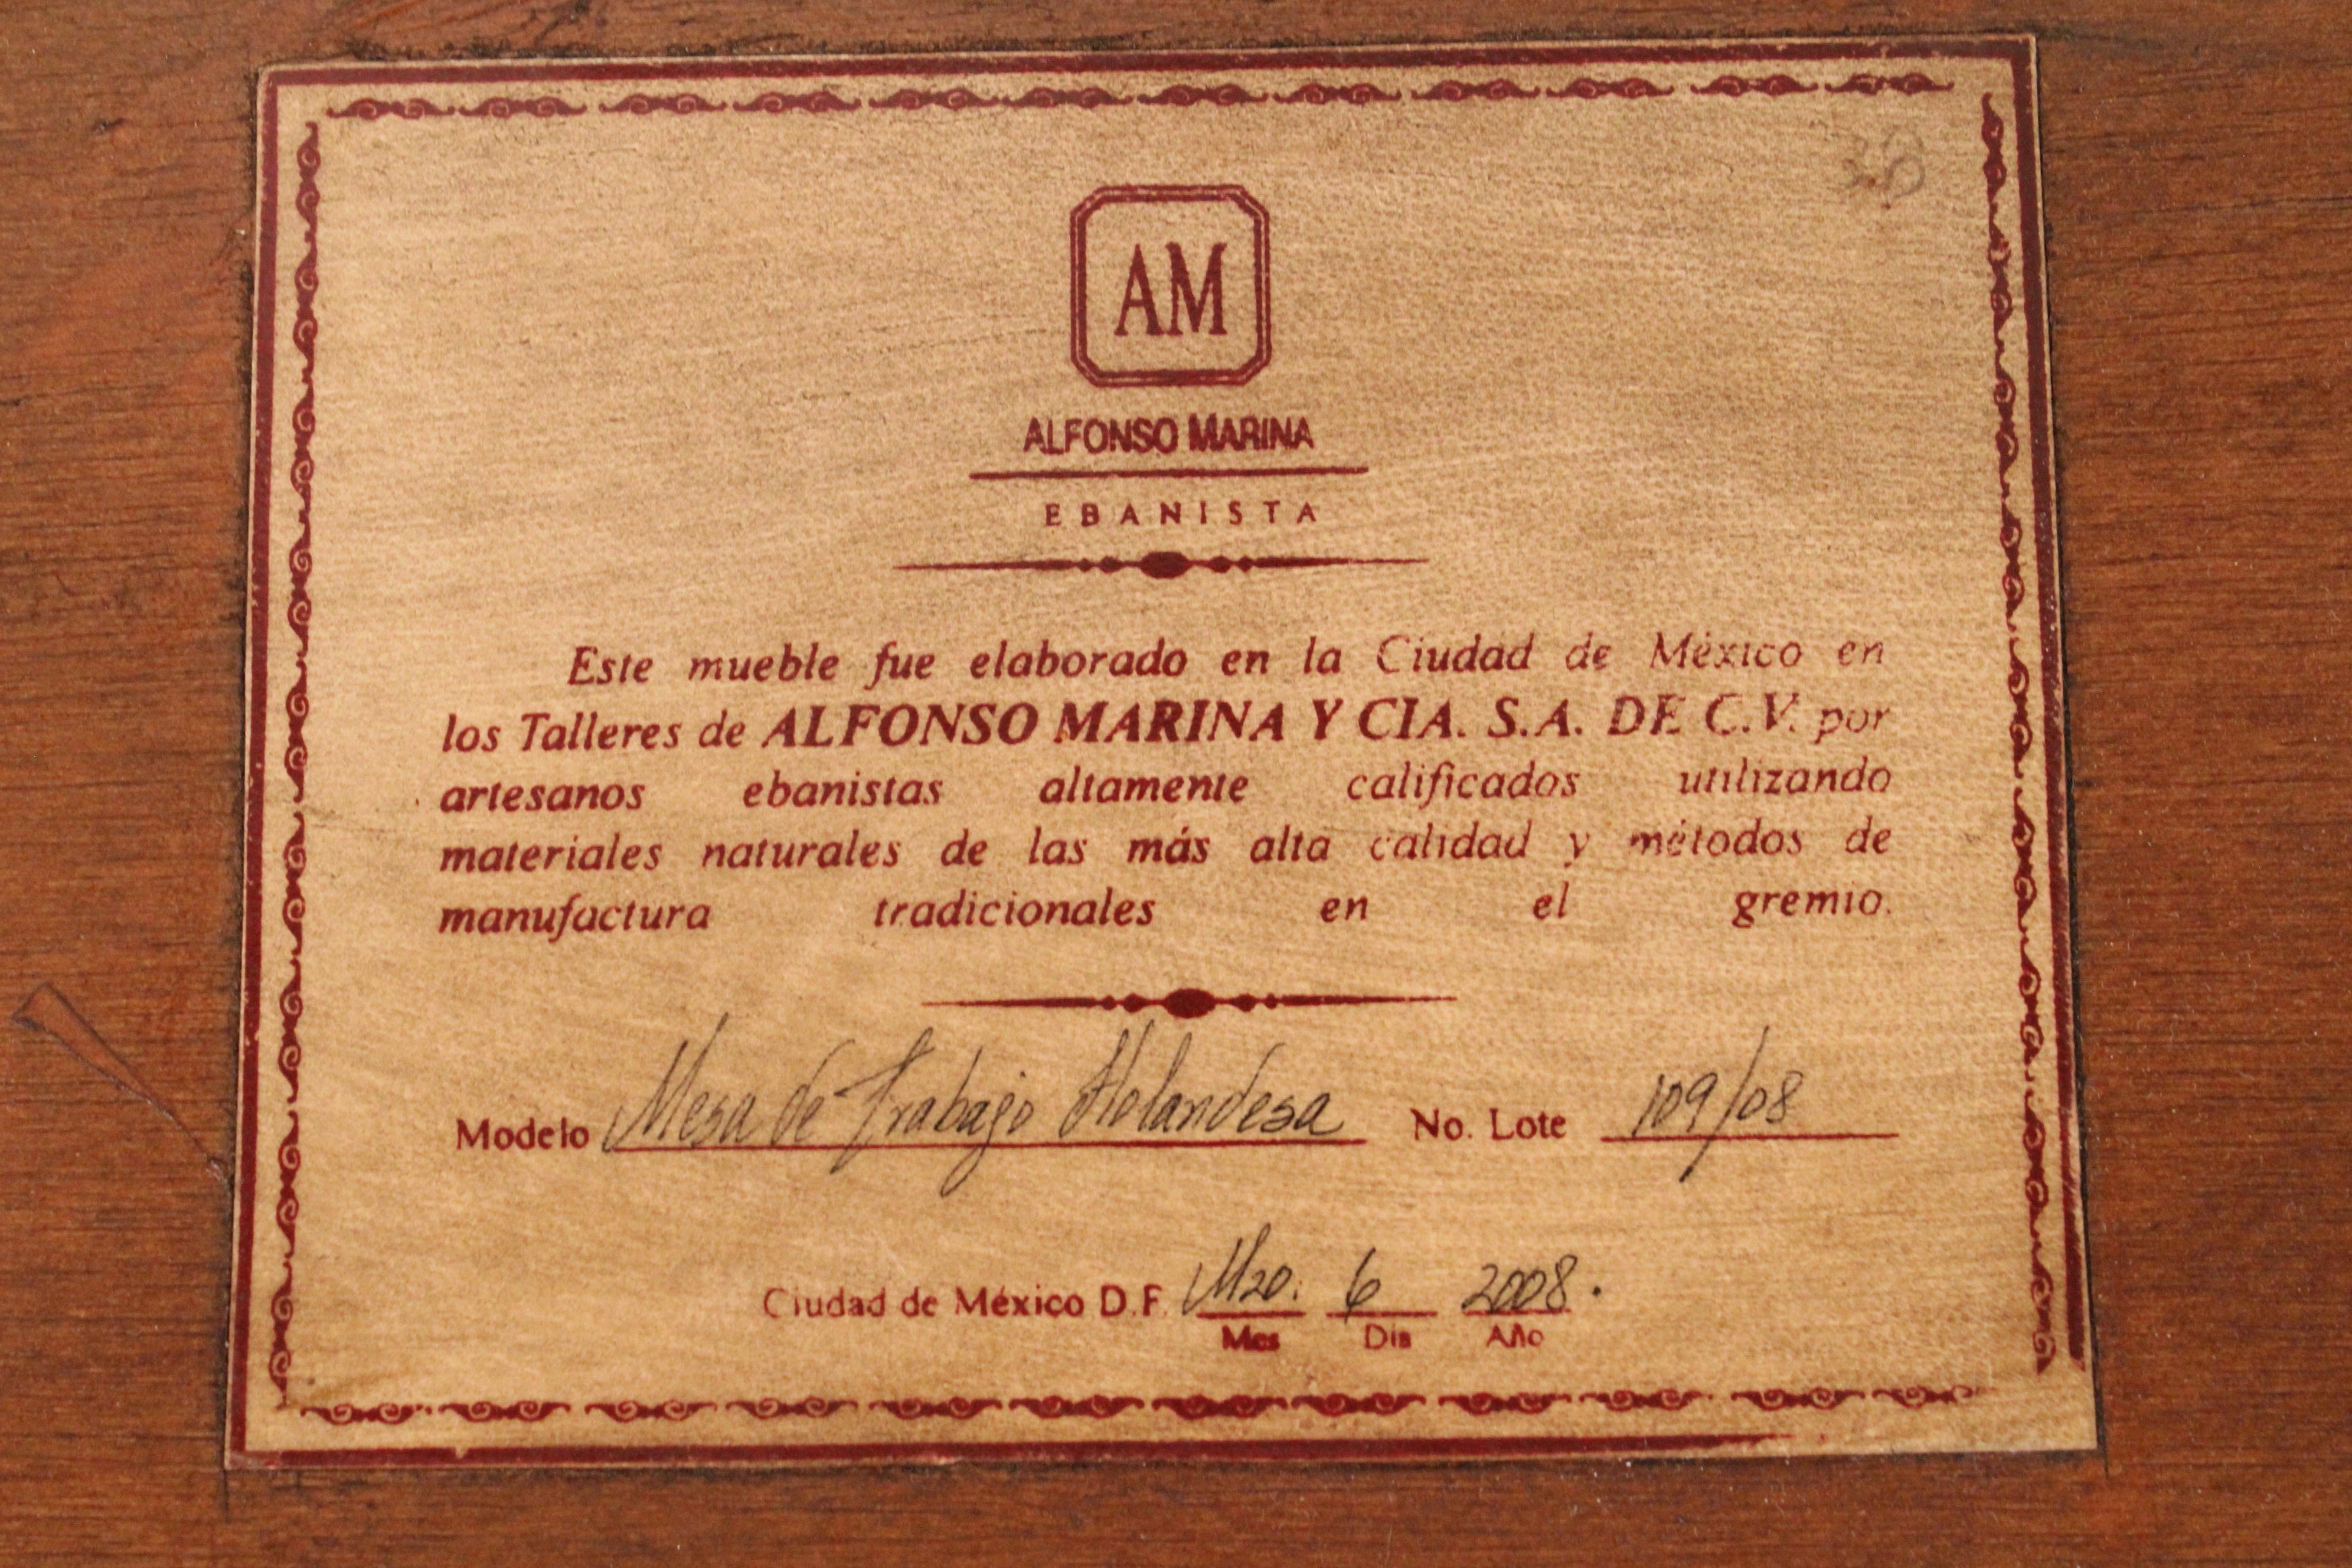 38
AM
ALFONSO MARINA
EBANISTA
Este mueble fue elaborado en la Ciudad de México en
los Talleres de ALFONSO MARINA Y CIA. S.A. DE C.V. por
artesanos ebanistas altamente calificados utilizando
materiales naturales de las más alta calidad y métodos de
manufactura tradicionales en el gremio.
Modelo Mesa de Trabajo Holandesa No. Lote 109/08
Ciudad de México D.F. Mzo. 6 2008.
Mes Dia Año